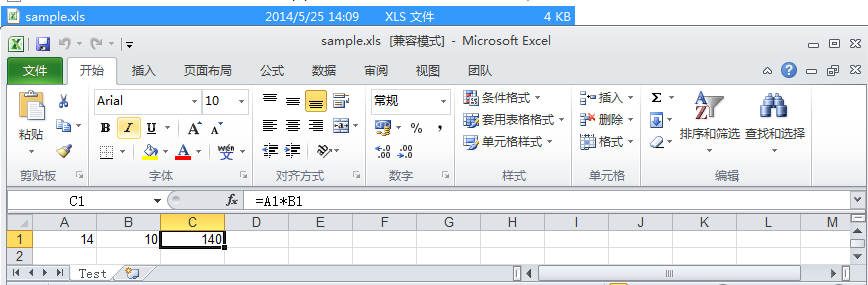 sample.xls 2014/5/25 14:09 XLS 文件 4 KB
sample.xls [兼容模式] - Microsoft Excel
文件 开始 插入 页面布局 公式 数据 审阅 视图 团队
Arial 10 常规 条件格式 插入 Σ
粘贴 B I U A A % , 套用表格格式 删除 排序和筛选 查找和选择
A wén 文 .0 .00 .00 .0 单元格样式 格式
剪贴板 字体 对齐方式 数字 样式 单元格 编辑
C1 fx =A1*B1
A B C D E F G H I J K L M
1 14 10 140
2
Test